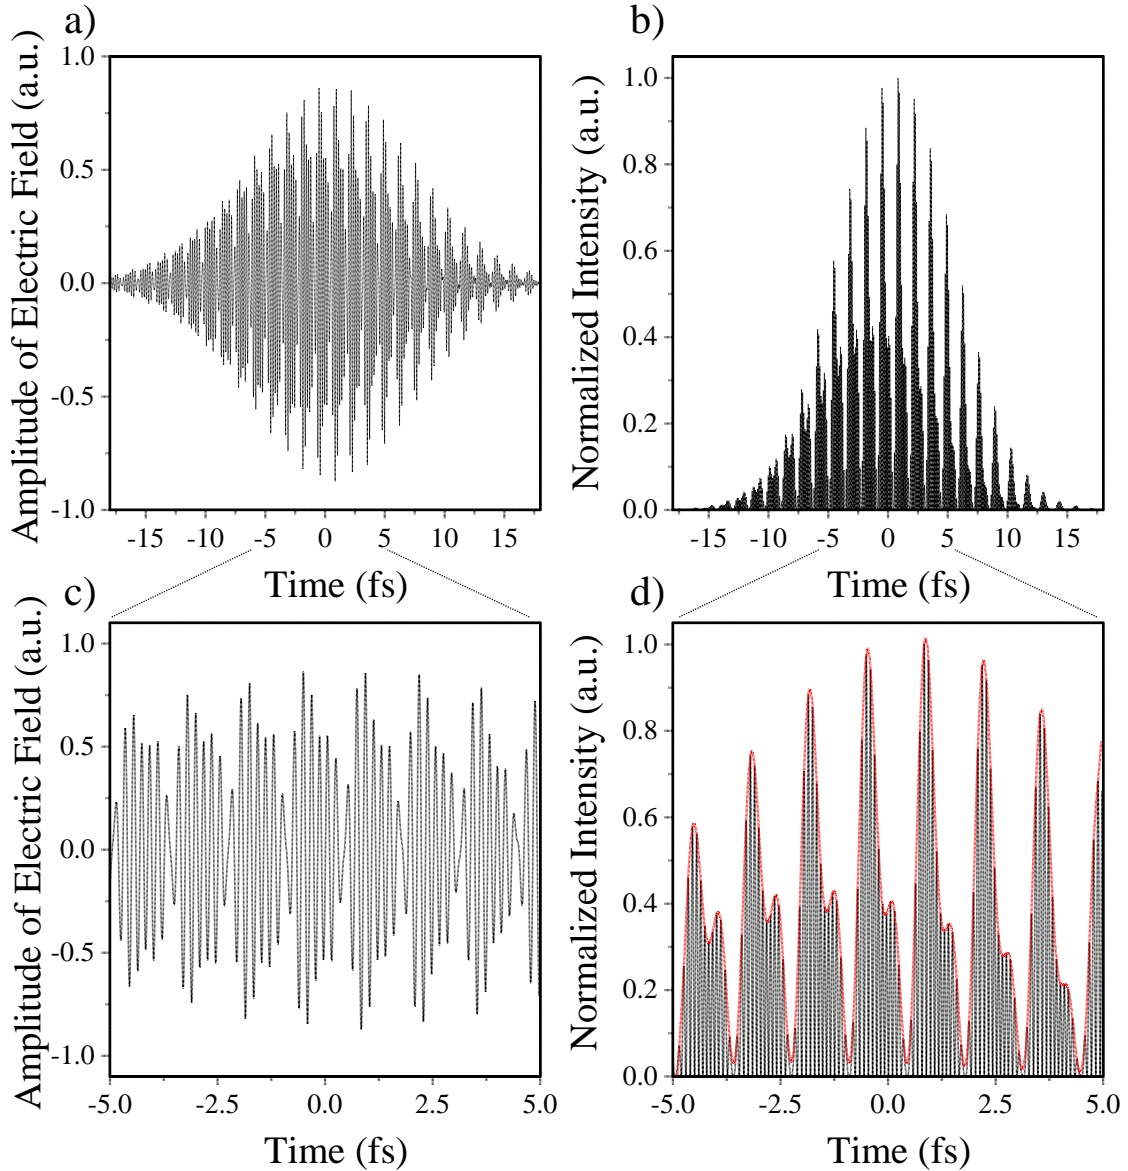 a)
Amplitude of Electric Field (a.u.)
1.0
0.5
0.0
-0.5
-1.0
-15 -10 -5 0 5 10 15
Time (fs)
b)
Normalized Intensity (a.u.)
1.0
0.8
0.6
0.4
0.2
0.0
-15 -10 -5 0 5 10 15
Time (fs)
c)
Amplitude of Electric Field (a.u.)
1.0
0.5
0.0
-0.5
-1.0
-5.0 -2.5 0.0 2.5 5.0
Time (fs)
d)
Normalized Intensity (a.u.)
1.0
0.8
0.6
0.4
0.2
0.0
-5.0 -2.5 0.0 2.5 5.0
Time (fs)